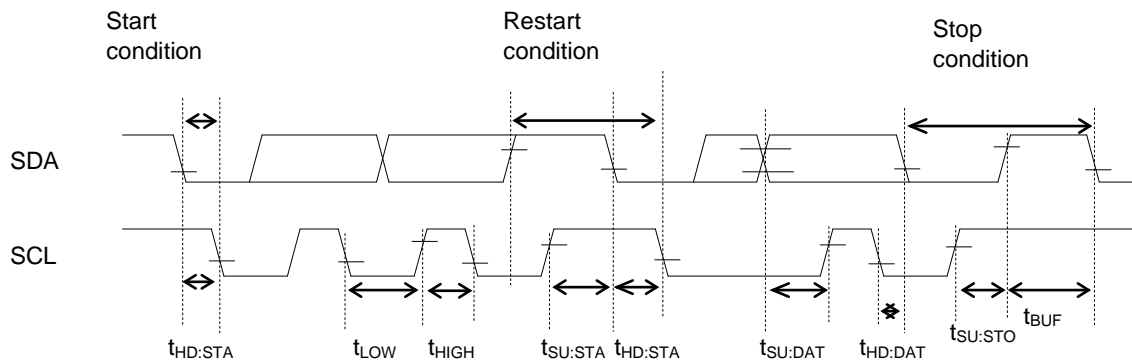 Start
condition
Restart
condition
Stop
condition
SDA
SCL
tHD:STA
tLOW
tHIGH
tSU:STA
tHD:STA
tSU:DAT
tHD:DAT
tSU:STO
tBUF